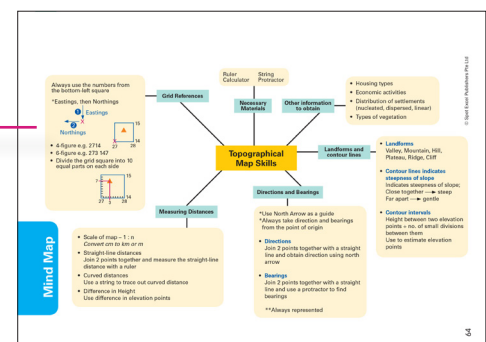 Always use the numbers from
the bottom-left square
*Eastings, then Northings
1
Eastings
2
Northings
15
14
27
28
• 4-figure e.g. 2714
• 6-figure e.g. 273 147
• Divide the grid square into 10
equal parts on each side
15
14
27
3
28
Grid References
Ruler
String
Calculator
Protractor
Necessary
Materials
Other information
to obtain
• Housing types
• Economic activities
• Distribution of settlements
(nucleated, dispersed, linear)
• Types of vegetation
Topographical
Map Skills
Landforms and
contour lines
• Landforms
Valley, Mountain, Hill,
Plateau, Ridge, Cliff
• Contour lines indicates
steepness of slope
Indicates steepness of slope:
Close together → steep
Far apart → gentle
• Contour intervals
Height between two elevation
points ÷ no. of small divisions
between them
Use to estimate elevation
points
Measuring Distances
• Scale of map – 1 : n
Convert cm to km or m
• Straight-line distances
Join 2 points together and measure the straight-line
distance with a ruler
• Curved distances
Use a string to trace out curved distance
• Difference in Height
Use difference in elevation points
Directions and Bearings
*Use North Arrow as a guide
*Always take direction and bearings
from the point of origin
• Directions
Join 2 points together with a straight
line and obtain direction using north
arrow
• Bearings
Join 2 points together with a straight
line and use a protractor to find
bearings
**Always represented
Mind Map
© Spot Excel Publishers Pte Ltd
64